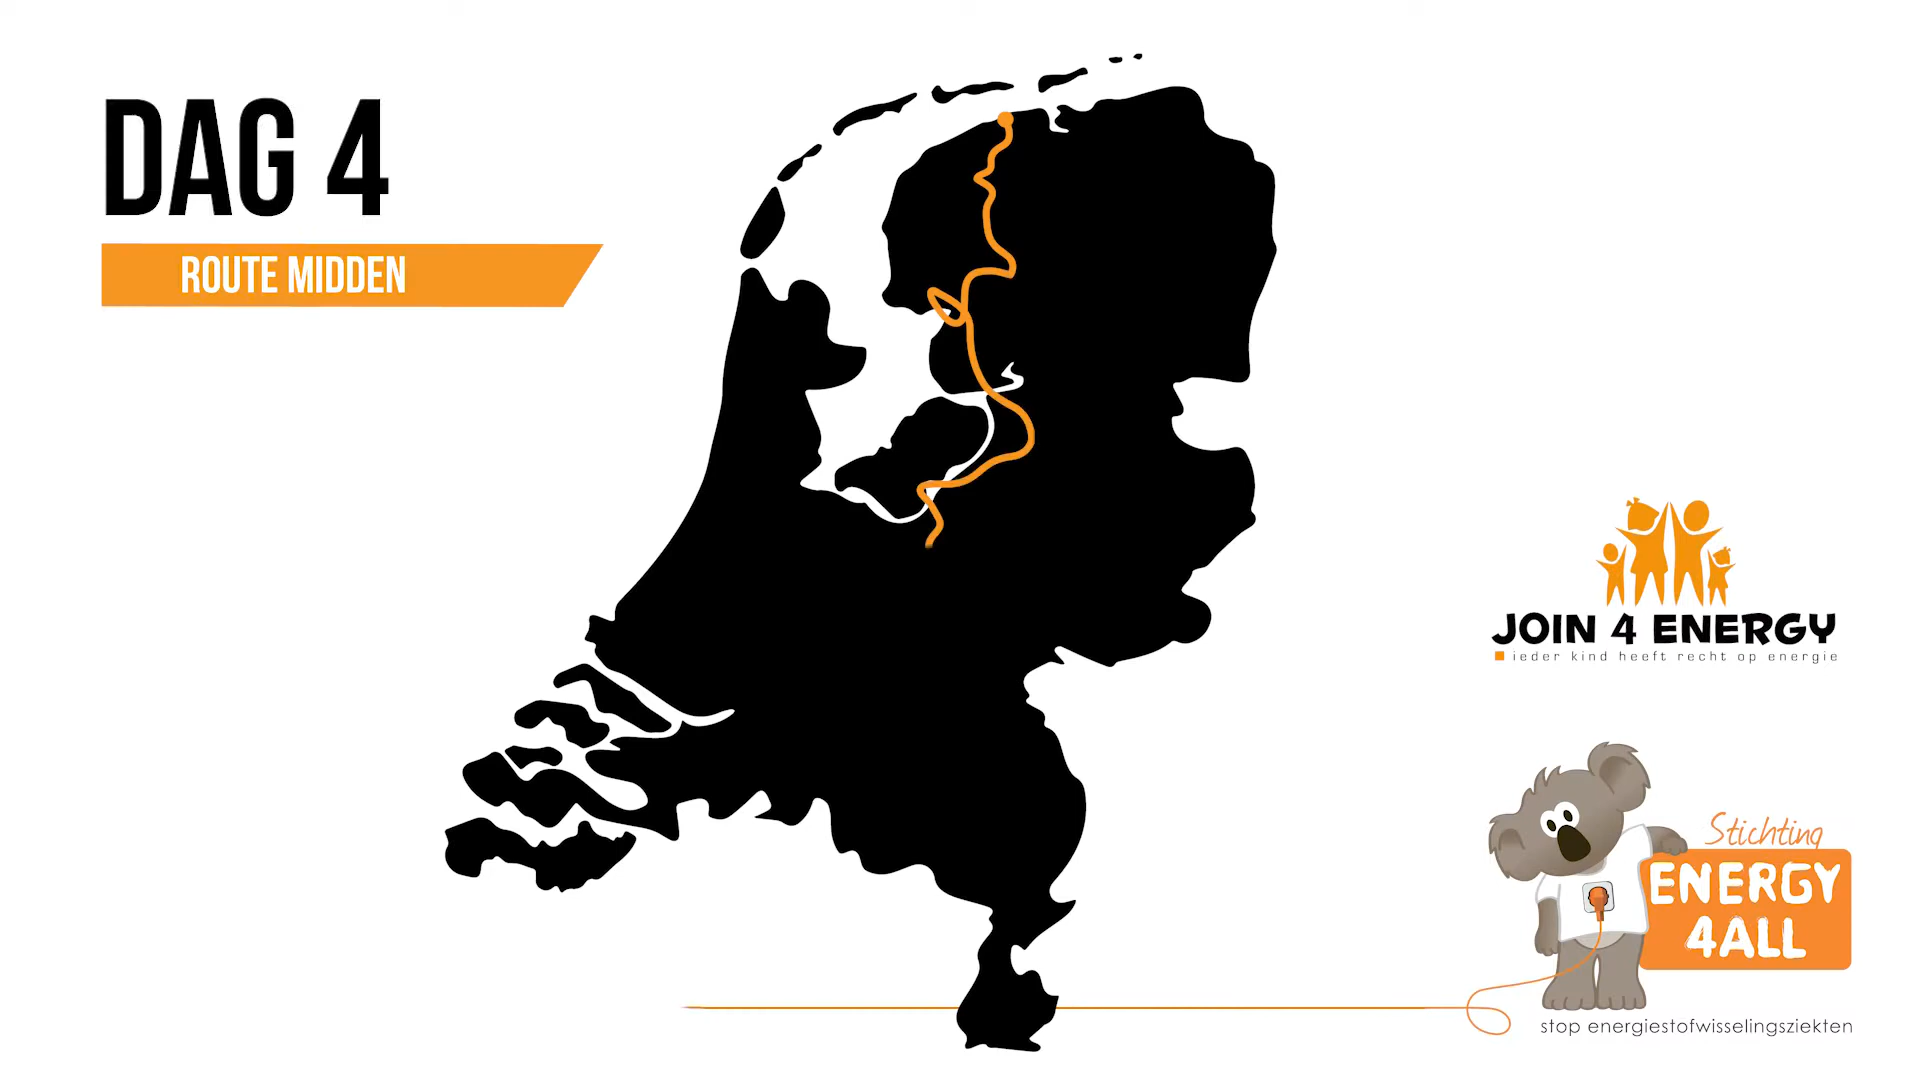 DAG 4
ROUTE MIDDEN
JOIN 4 ENERGY
ieder kind heeft recht op energie
Stichting
ENERGY
4ALL
stop energiestofwisselingsziekten